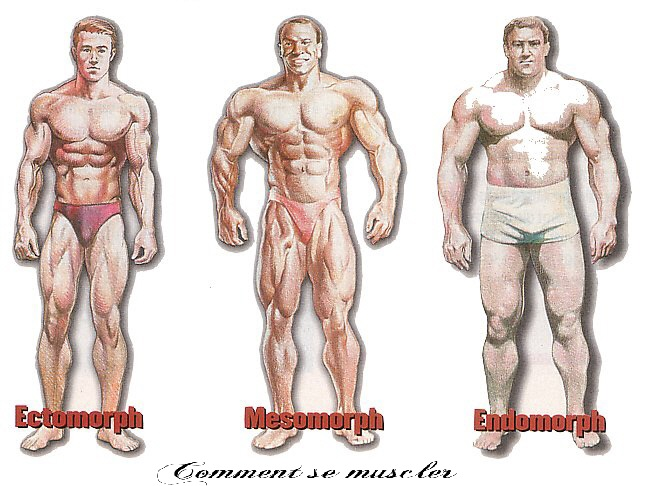 Ectomorph
Mesomorph
Endomorph
Comment se muscler